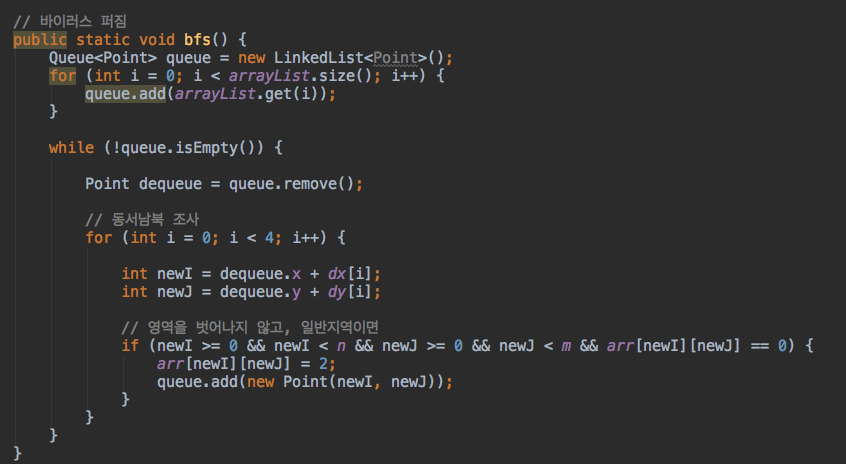 // 바이러스 퍼짐
public static void bfs() {
    Queue<Point> queue = new LinkedList<Point>();
    for (int i = 0; i < arrayList.size(); i++) {
        queue.add(arrayList.get(i));
    }

    while (!queue.isEmpty()) {

        Point dequeue = queue.remove();

        // 동서남북 조사
        for (int i = 0; i < 4; i++) {

            int newI = dequeue.x + dx[i];
            int newJ = dequeue.y + dy[i];

            // 영역을 벗어나지 않고, 일반지역이면
            if (newI >= 0 && newI < n && newJ >= 0 && newJ < m && arr[newI][newJ] == 0) {
                arr[newI][newJ] = 2;
                queue.add(new Point(newI, newJ));
            }
        }
    }
}